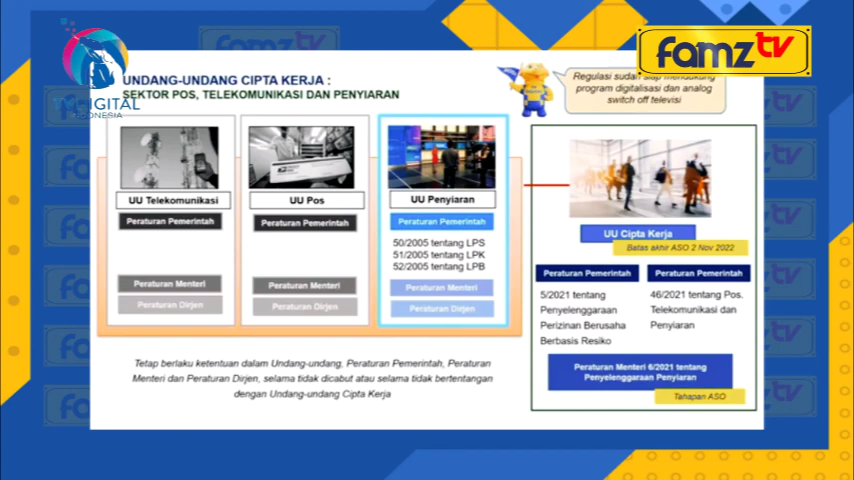 UNDANG-UNDANG CIPTA KERJA :
SEKTOR POS, TELEKOMUNIKASI DAN PENYIARAN
TV DIGITAL
INDONESIA
famz tv
Regulasi sudah siap mendukung
program digitalisasi dan analog
switch off televisi
UU Telekomunikasi
Peraturan Pemerintah
Peraturan Menteri
Peraturan Dirjen
UU Pos
Peraturan Pemerintah
Peraturan Menteri
Peraturan Dirjen
UU Penyiaran
Peraturan Pemerintah
50/2005 tentang LPS
51/2005 tentang LPK
52/2005 tentang LPB
Peraturan Menteri
Peraturan Dirjen
UU Cipta Kerja
Batas akhir ASO 2 Nov 2022
Peraturan Pemerintah
5/2021 tentang
Penyelenggaraan
Perizinan Berusaha
Berbasis Resiko
Peraturan Pemerintah
46/2021 tentang Pos.
Telekomunikasi dan
Penyiaran
Peraturan Menteri 6/2021 tentang
Penyelenggaraan Penyiaran
Tahapan ASO
Tetap berlaku ketentuan dalam Undang-undang, Peraturan Pemerintah, Peraturan
Menteri dan Peraturan Dirjen, selama tidak dicabut atau selama tidak bertentangan
dengan Undang-undang Cipta Kerja